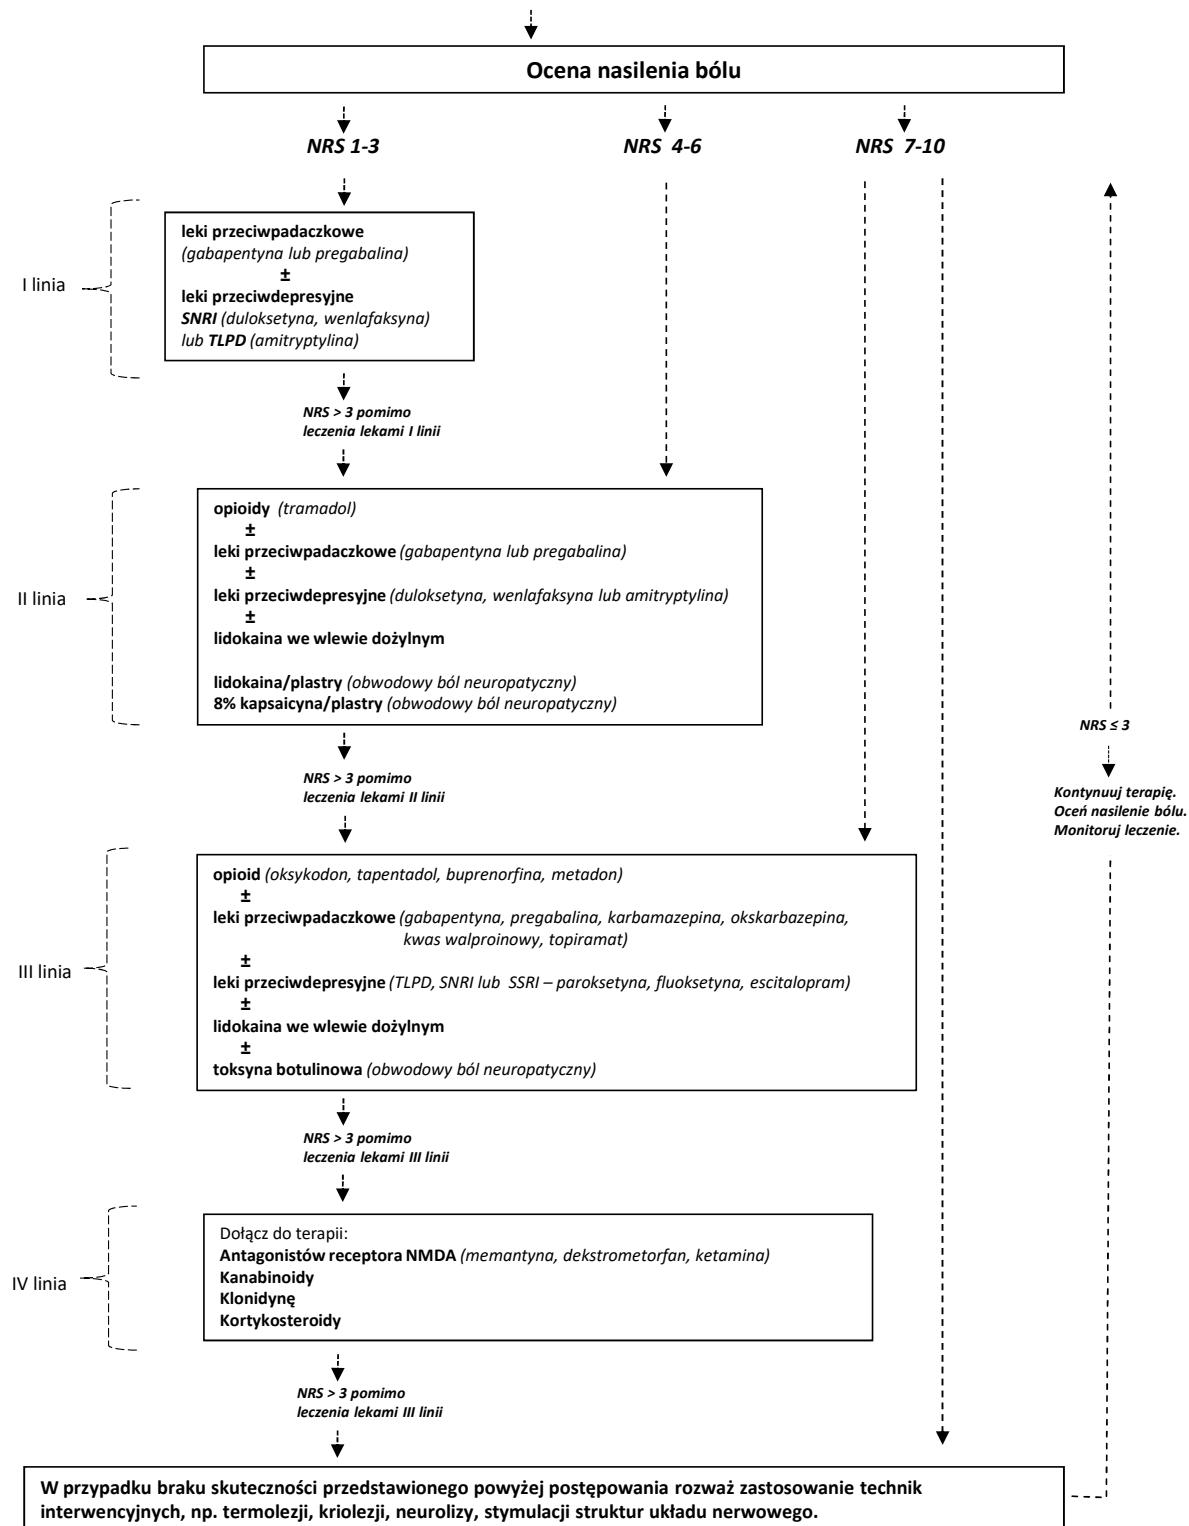 Ocena nasilenia bólu
NRS 1-3
NRS 4-6
NRS 7-10
I linia
leki przeciwpadaczkowe
(gabapentyna lub pregabalina)
±
leki przeciwdepresyjne
SNRI (duloksetyna, wenlafaksyna)
lub TLPD (amitryptylina)
NRS > 3 pomimo
leczenia lekami I linii
II linia
opioidy (tramadol)
±
leki przeciwpadaczkowe (gabapentyna lub pregabalina)
±
leki przeciwdepresyjne (duloksetyna, wenlafaksyna lub amitryptylina)
±
lidokaina we wlewie dożylnym
lidokaina/plastry (obwodowy ból neuropatyczny)
8% kapsaicyna/plastry (obwodowy ból neuropatyczny)
NRS > 3 pomimo
leczenia lekami II linii
NRS ≤ 3
Kontynuuj terapię.
Oceń nasilenie bólu.
Monitoruj leczenie.
III linia
opioid (oksykodon, tapentadol, buprenorfina, metadon)
±
leki przeciwpadaczkowe (gabapentyna, pregabalina, karbamazepina, okskarbazepina,
kwas walproinowy, topiramat)
±
leki przeciwdepresyjne (TLPD, SNRI lub SSRI – paroksetyna, fluoksetyna, escitalopram)
±
lidokaina we wlewie dożylnym
±
toksyna botulinowa (obwodowy ból neuropatyczny)
NRS > 3 pomimo
leczenia lekami III linii
IV linia
Dołącz do terapii:
Antagonistów receptora NMDA (memantyna, dekstrometorfan, ketamina)
Kanabinoidy
Klonidynę
Kortykosteroidy
NRS > 3 pomimo
leczenia lekami III linii
W przypadku braku skuteczności przedstawionego powyżej postępowania rozważ zastosowanie technik
interwencyjnych, np. termolezji, kriolezji, neurolizy, stymulacji struktur układu nerwowego.